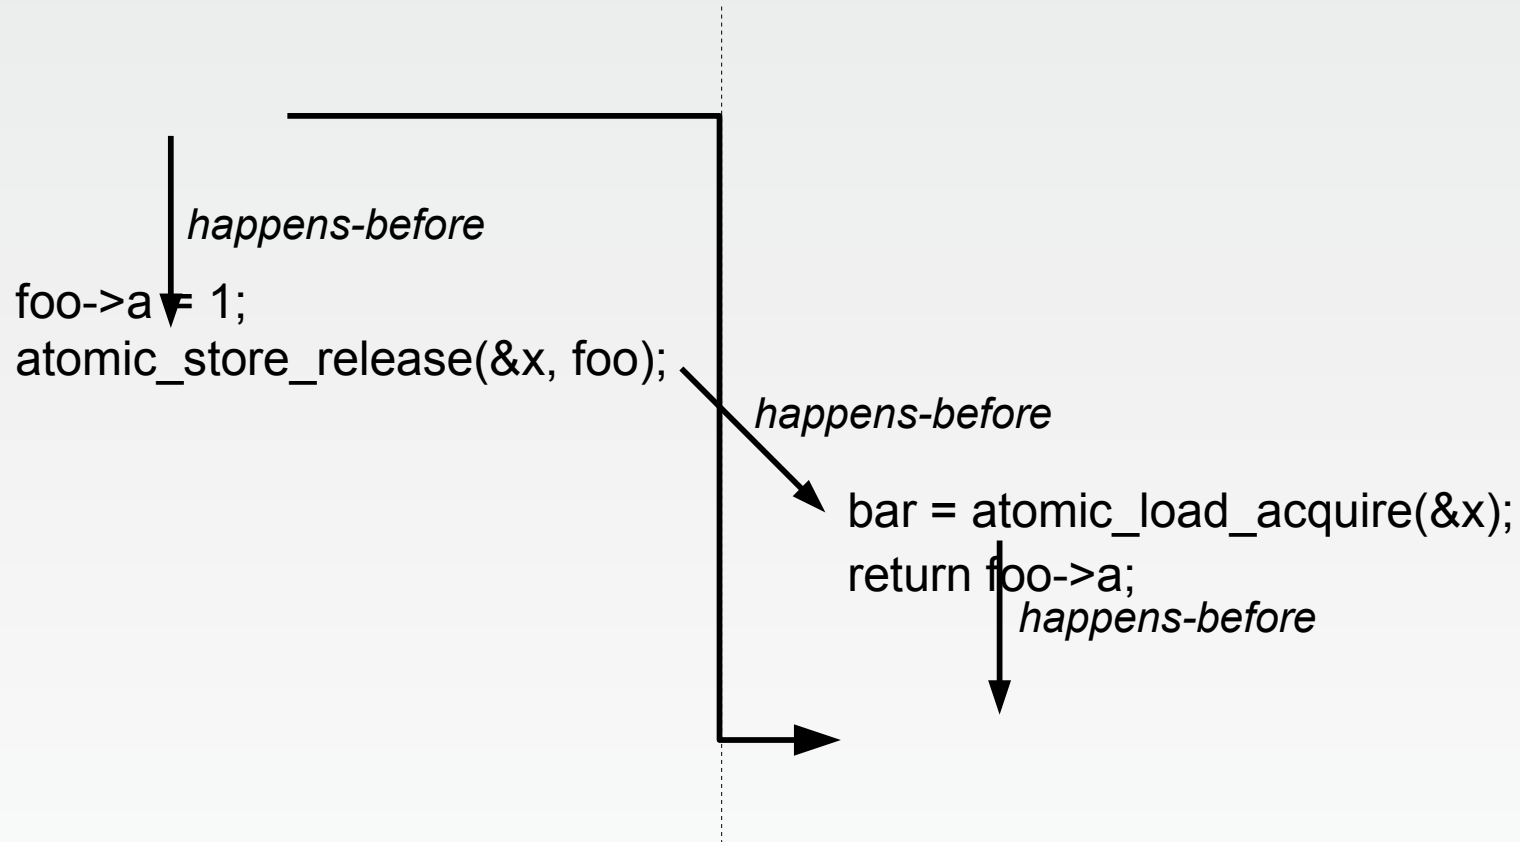 happens-before
foo->a = 1;
atomic_store_release(&x, foo);
happens-before
bar = atomic_load_acquire(&x);
return foo->a;
happens-before